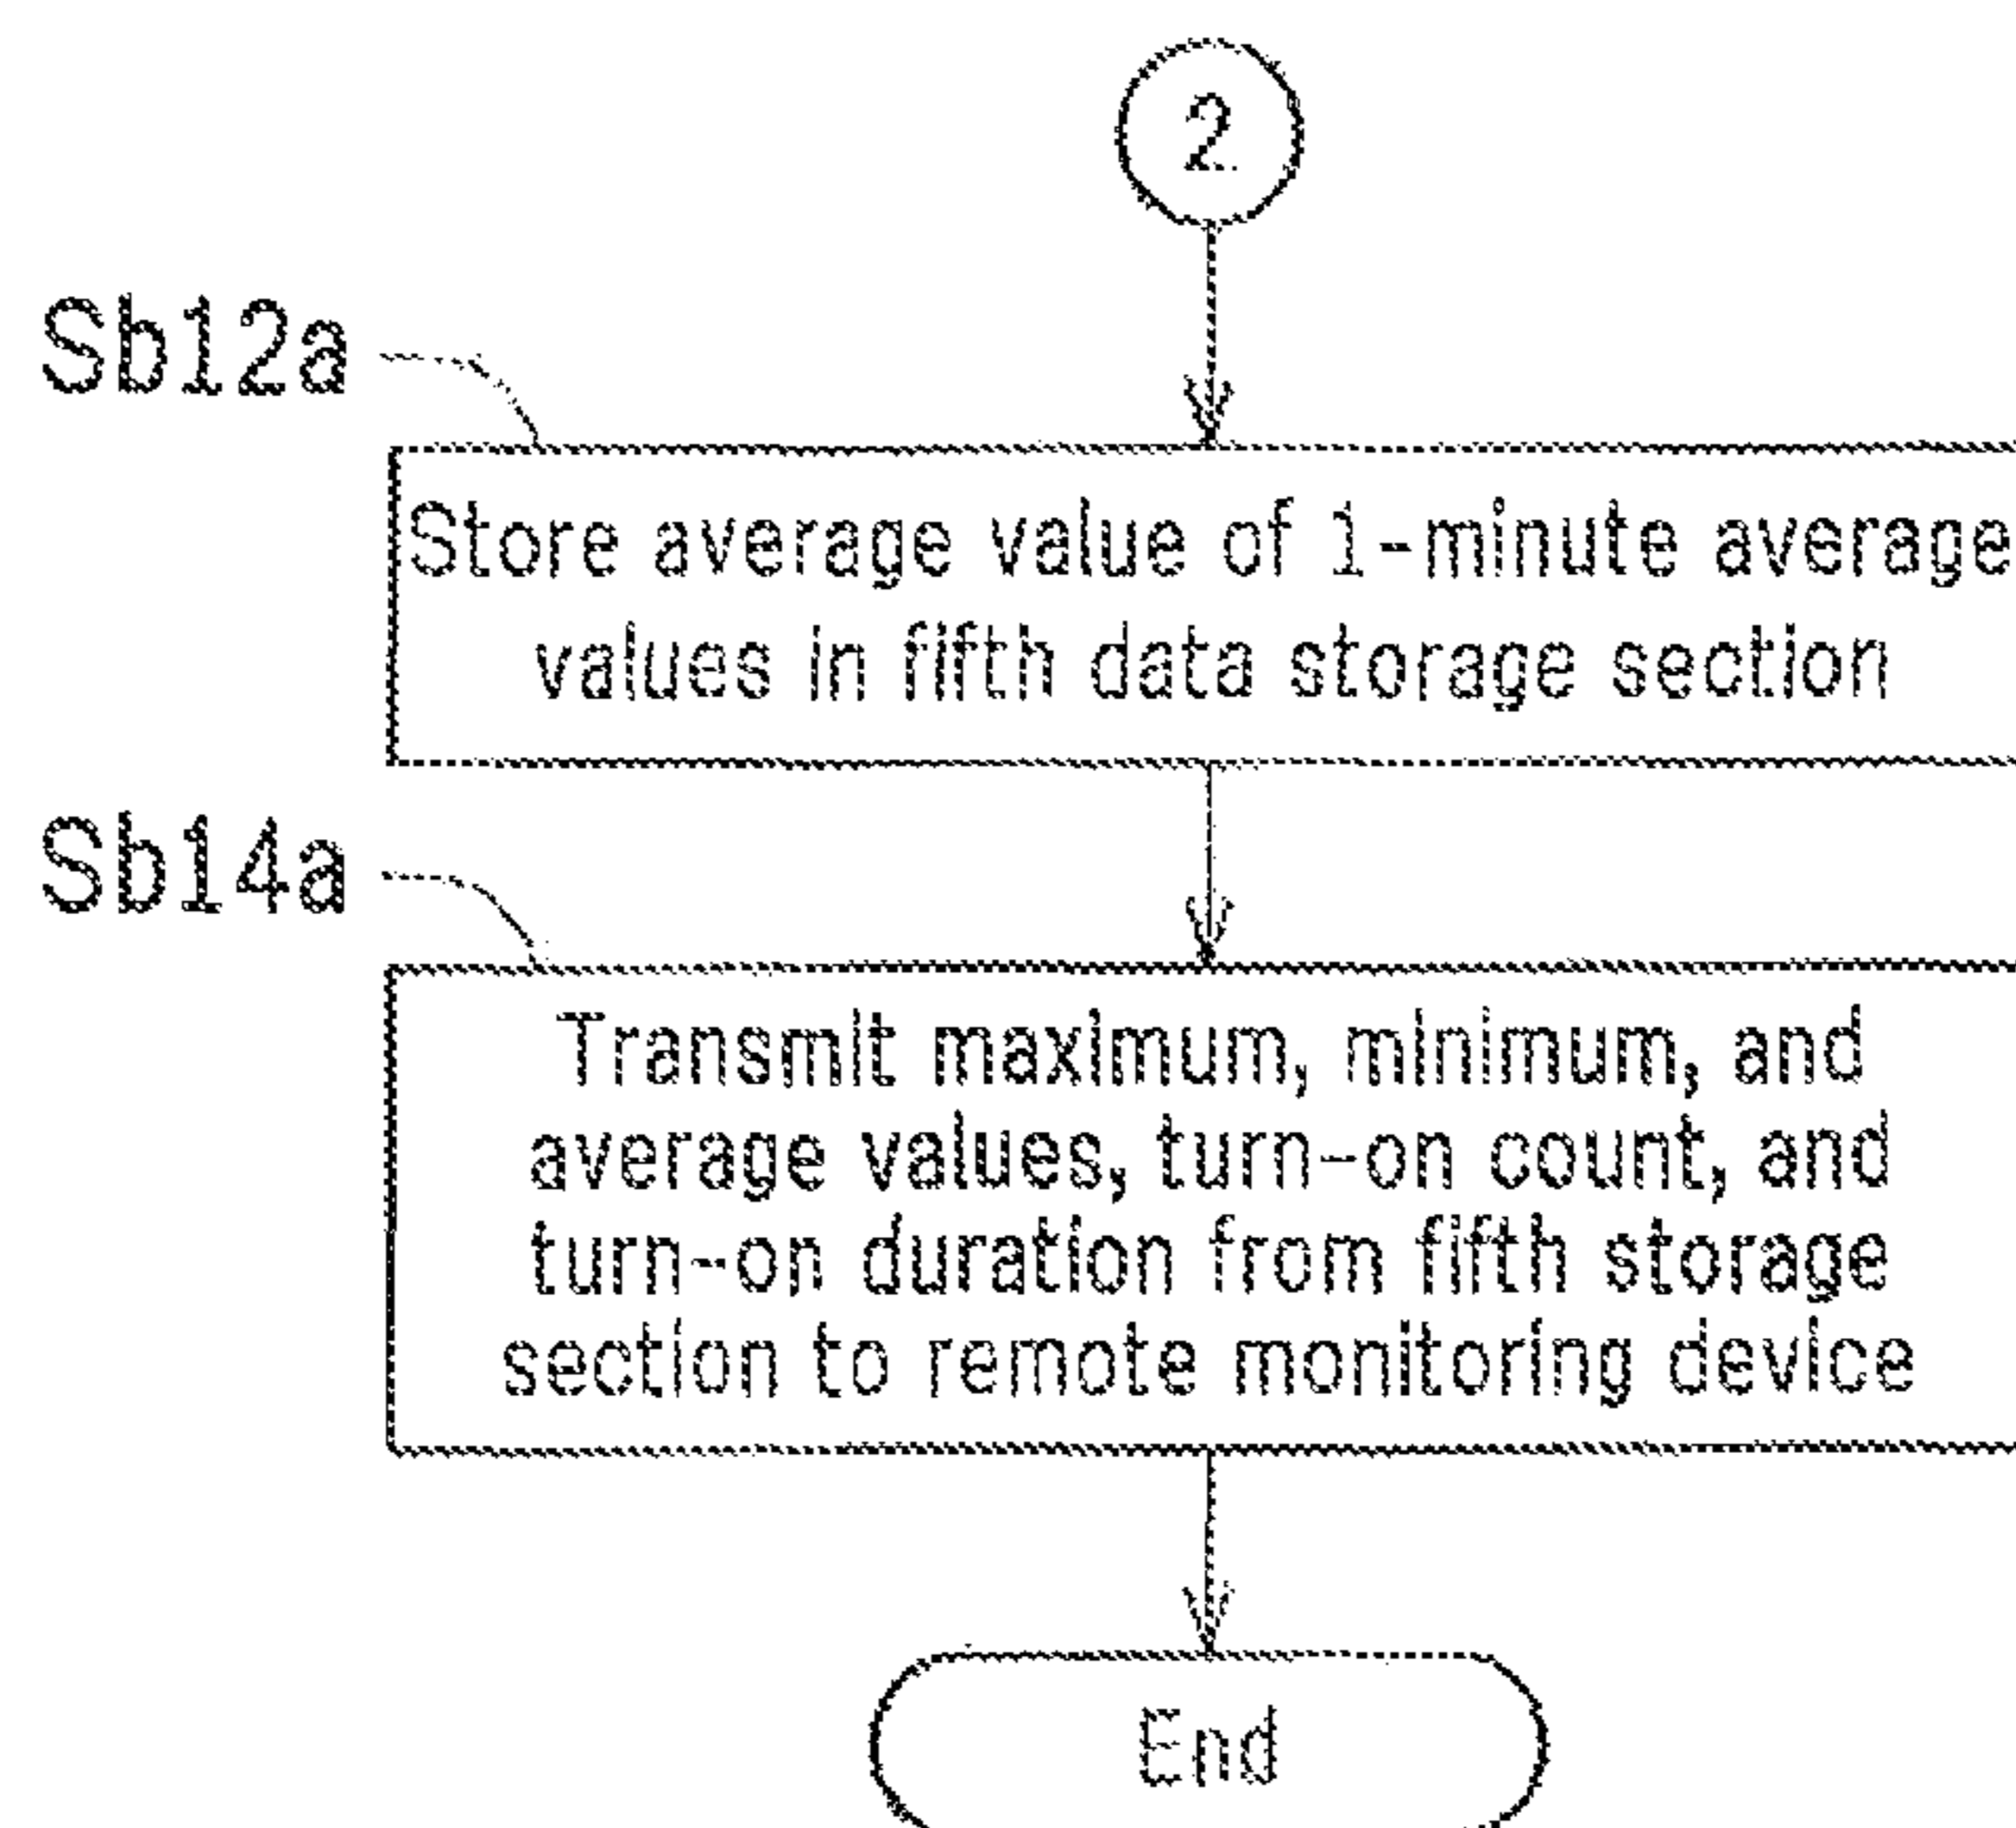 2
Sb12a
Store average value of 1-minute average
values in fifth data storage section
Sb14a
Transmit maximum, minimum, and
average values, turn-on count, and
turn-on duration from fifth storage
section to remote monitoring device
End